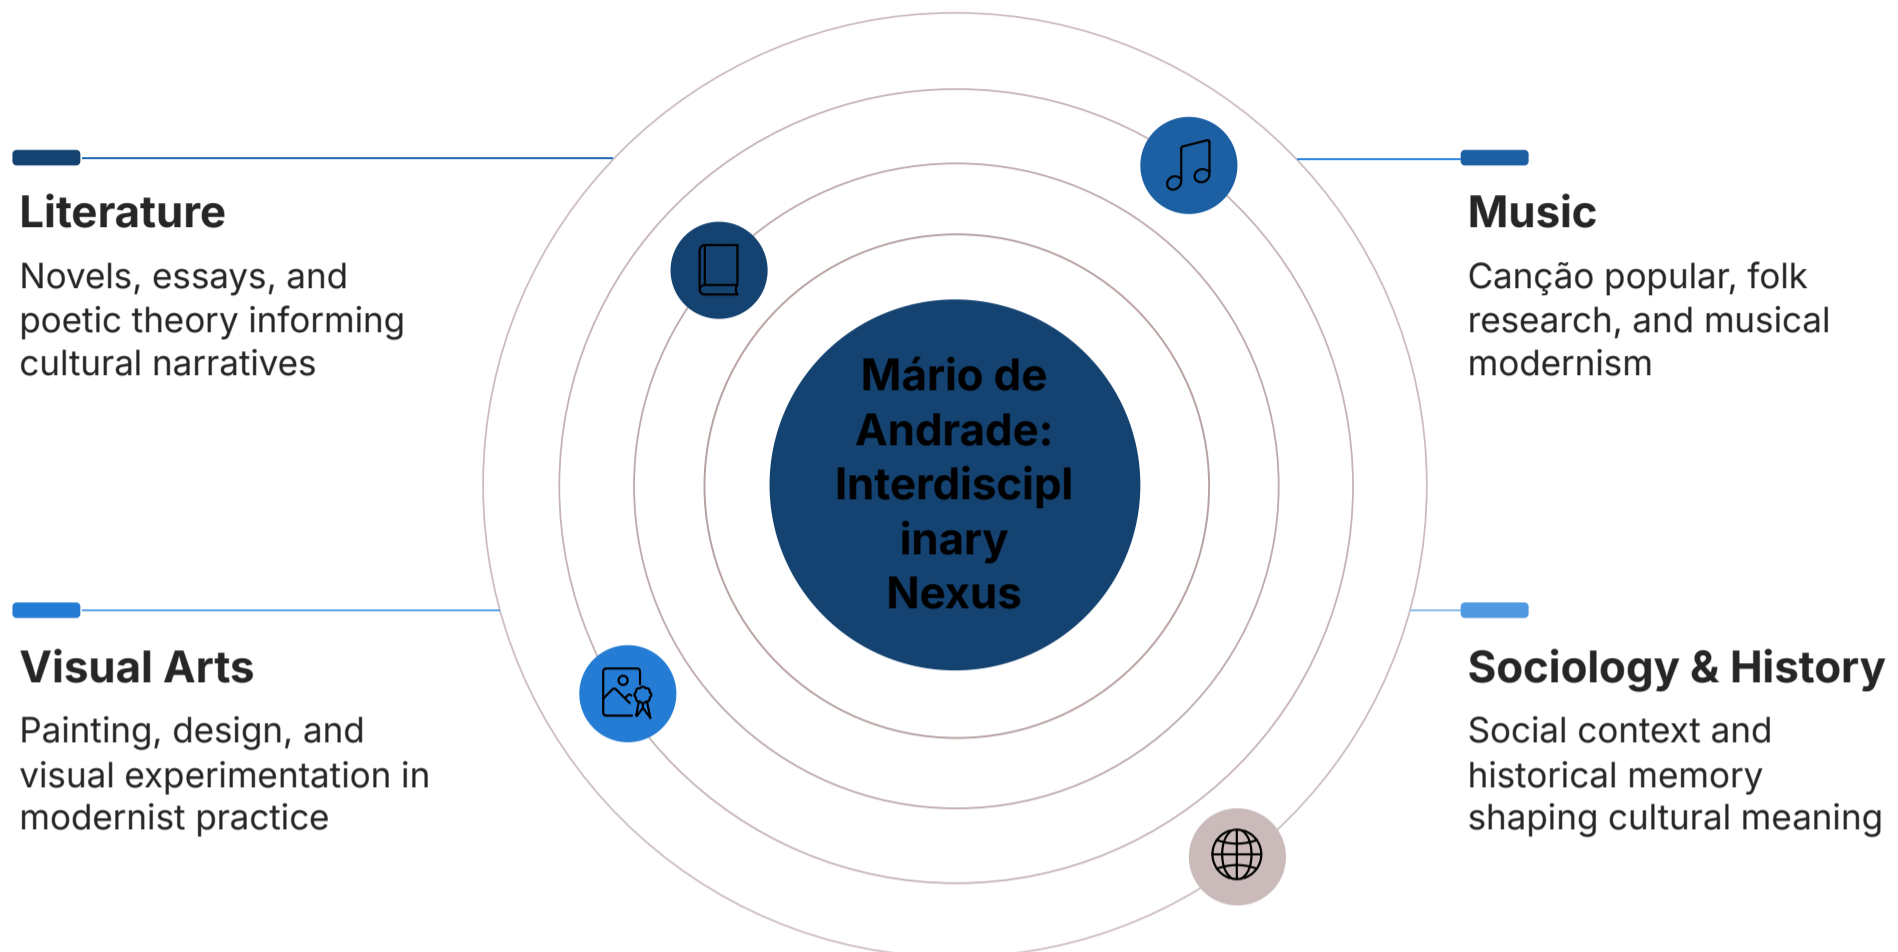 Literature
Novels, essays, and
poetic theory informing
cultural narratives
Music
Canção popular, folk
research, and musical
modernism
Mário de
Andrade:
Interdiscipl
inary
Nexus
Visual Arts
Painting, design, and
visual experimentation in
modernist practice
Sociology & History
Social context and
historical memory
shaping cultural meaning